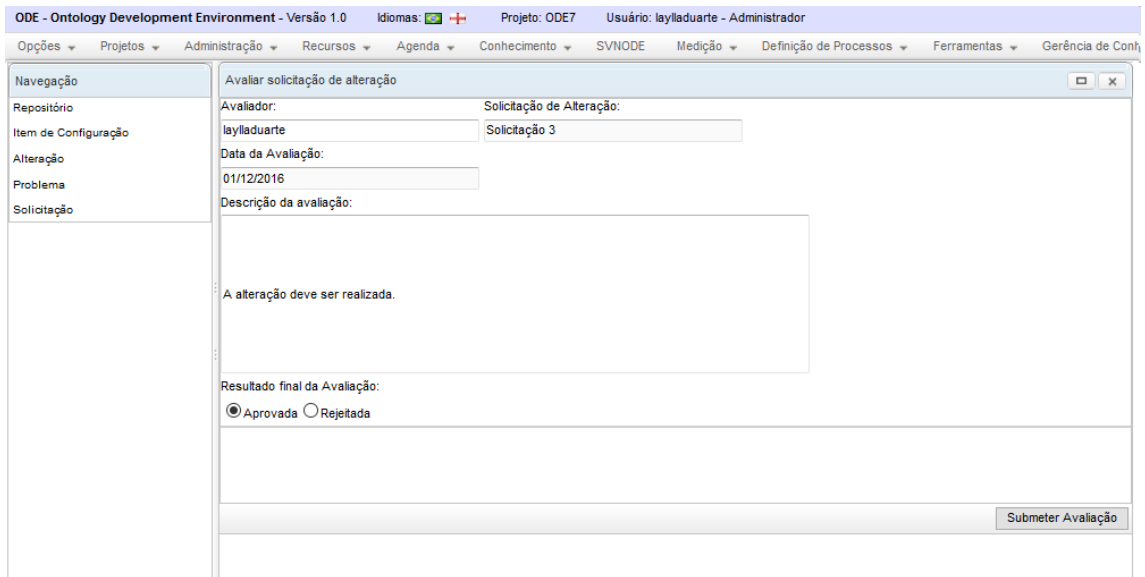 ODE - Ontology Development Environment - Versão 1.0 Idiomas: Projeto: ODE7 Usuário: laylladuarte - Administrador
Opções Projetos Administração Recursos Agenda Conhecimento SVNODE Medição Definição de Processos Ferramentas Gerência de
Navegação
Repositório
Item de Configuração
Alteração
Problema
Solicitação
Avaliar solicitação de alteração
Avaliador: Solicitação de Alteração:
laylladuarte Solicitação 3
Data da Avaliação:
01/12/2016
Descrição da avaliação:
A alteração deve ser realizada.
Resultado final da Avaliação:
Aprovada Rejeitada
Submeter Avaliação